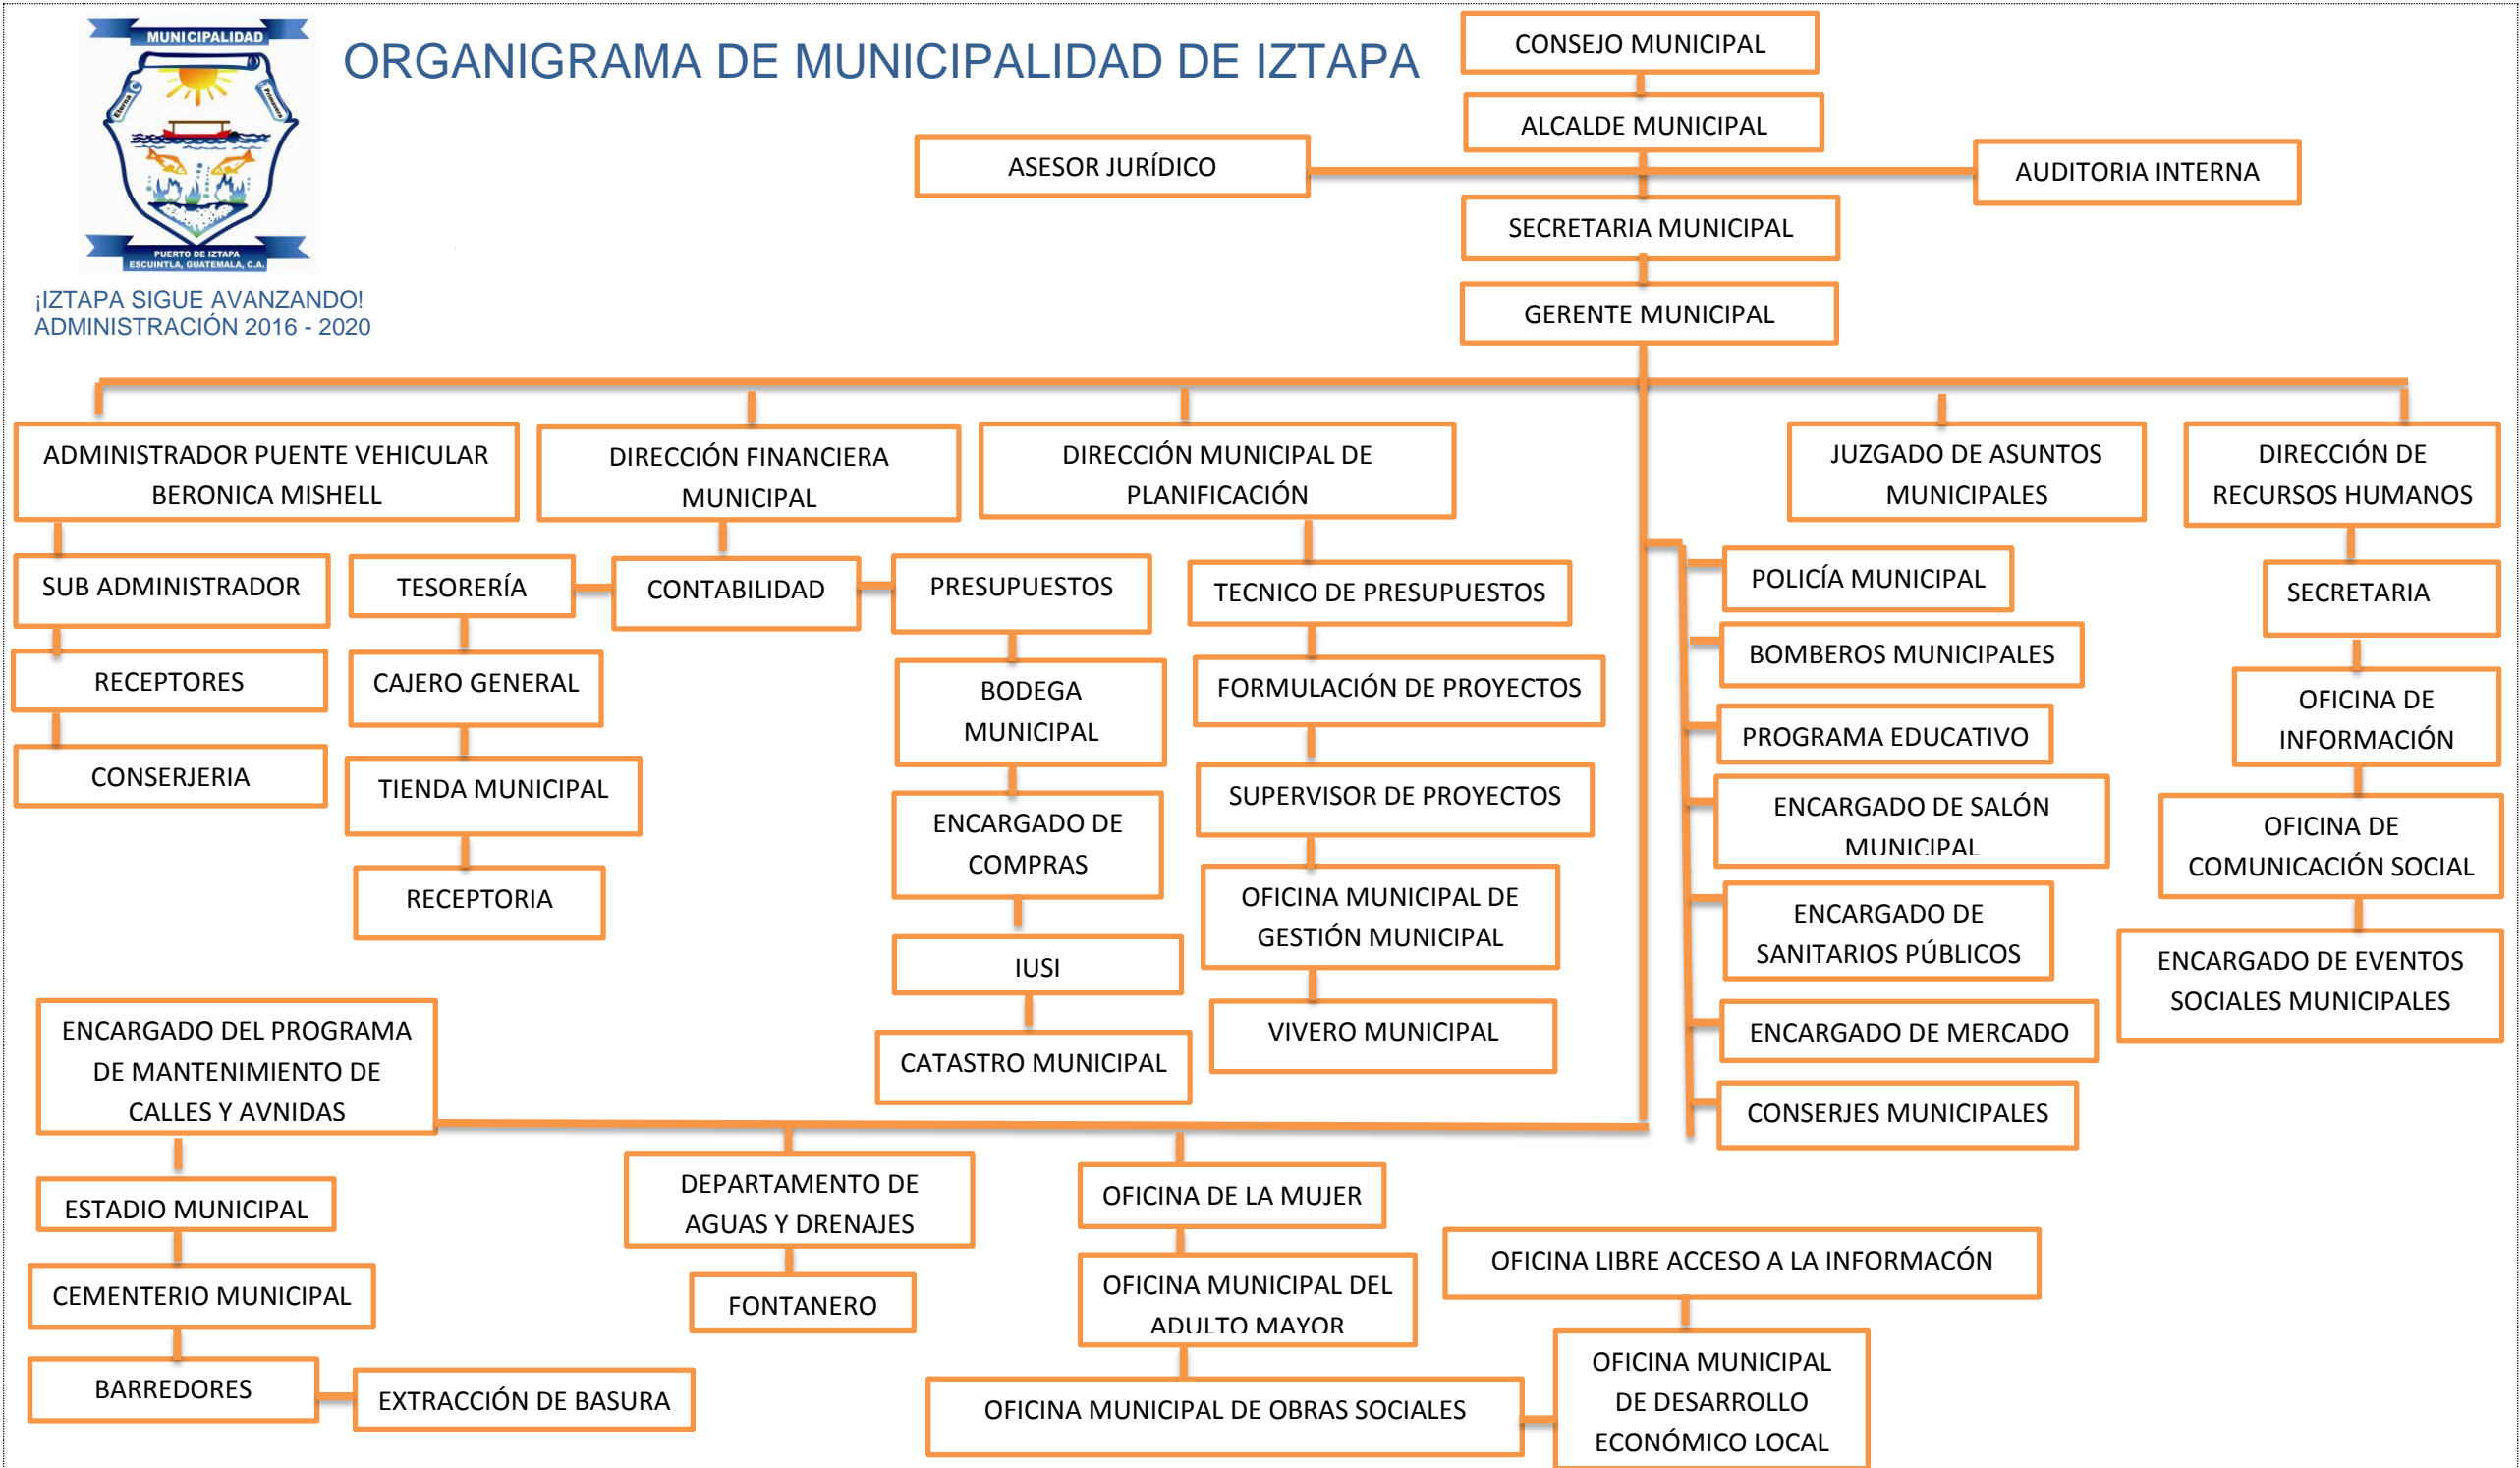 MUNICIPALIDAD
Eterna
Primavera
PUERTO DE IZTAPA
ESCUINTLA, GUATEMALA, C.A.
ORGANIGRAMA DE MUNICIPALIDAD DE IZTAPA
¡IZTAPA SIGUE AVANZANDO!
ADMINISTRACIÓN 2016 - 2020
CONSEJO MUNICIPAL
ALCALDE MUNICIPAL
ASESOR JURÍDICO
AUDITORIA INTERNA
SECRETARIA MUNICIPAL
GERENTE MUNICIPAL
ADMINISTRADOR PUENTE VEHICULAR
BERONICA MISHELL
SUB ADMINISTRADOR
RECEPTORES
CONSERJERIA
DIRECCIÓN FINANCIERA
MUNICIPAL
TESORERÍA
CONTABILIDAD
PRESUPUESTOS
CAJERO GENERAL
TIENDA MUNICIPAL
RECEPTORIA
BODEGA
MUNICIPAL
ENCARGADO DE
COMPRAS
IUSI
CATASTRO MUNICIPAL
DIRECCIÓN MUNICIPAL DE
PLANIFICACIÓN
TECNICO DE PRESUPUESTOS
FORMULACIÓN DE PROYECTOS
SUPERVISOR DE PROYECTOS
OFICINA MUNICIPAL DE
GESTIÓN MUNICIPAL
VIVERO MUNICIPAL
JUZGADO DE ASUNTOS
MUNICIPALES
POLICÍA MUNICIPAL
BOMBEROS MUNICIPALES
PROGRAMA EDUCATIVO
ENCARGADO DE SALÓN
MUNICIPAL
ENCARGADO DE
SANITARIOS PÚBLICOS
ENCARGADO DE MERCADO
CONSERJES MUNICIPALES
DIRECCIÓN DE
RECURSOS HUMANOS
SECRETARIA
OFICINA DE
INFORMACIÓN
OFICINA DE
COMUNICACIÓN SOCIAL
ENCARGADO DE EVENTOS
SOCIALES MUNICIPALES
ENCARGADO DEL PROGRAMA
DE MANTENIMIENTO DE
CALLES Y AVNIDAS
ESTADIO MUNICIPAL
CEMENTERIO MUNICIPAL
BARREDORES
EXTRACCIÓN DE BASURA
DEPARTAMENTO DE
AGUAS Y DRENAJES
FONTANERO
OFICINA DE LA MUJER
OFICINA MUNICIPAL DEL
ADULTO MAYOR
OFICINA MUNICIPAL DE OBRAS SOCIALES
OFICINA LIBRE ACCESO A LA INFORMACÓN
OFICINA MUNICIPAL
DE DESARROLLO
ECONÓMICO LOCAL